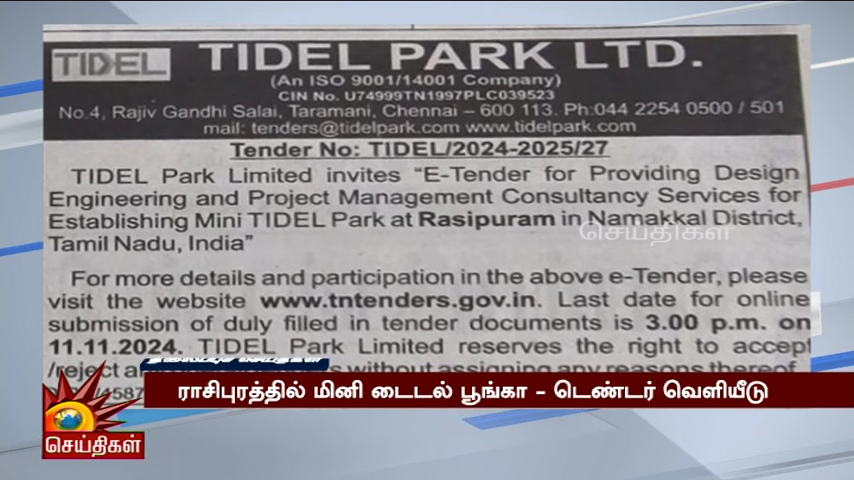 TIDEL
TIDEL PARK LTD.
(An ISO 9001/14001 Company)
CIN No. U74999TN1997PLC039523
No.4, Rajiv Gandhi Salai, Taramani, Chennai – 600 113. Ph:044 2254 0500 / 501
mail: tenders@tidelpark.com www.tidelpark.com
Tender No: TIDEL/2024-2025/27
TIDEL Park Limited invites “E-Tender for Providing Design
Engineering and Project Management Consultancy Services for
Establishing Mini TIDEL Park at Rasipuram in Namakkal District,
Tamil Nadu, India”
செய்திகள்
For more details and participation in the above e-Tender, please
visit the website www.tntenders.gov.in. Last date for online
submission of duly filled in tender documents is 3.00 p.m. on
11.11.2024. TIDEL Park Limited reserves the right to accept
/reject without assigning any reasons thereof.
ராசிபுரத்தில் மினி டைடல் பூங்கா - டெண்டர் வெளியீடு
செய்திகள்